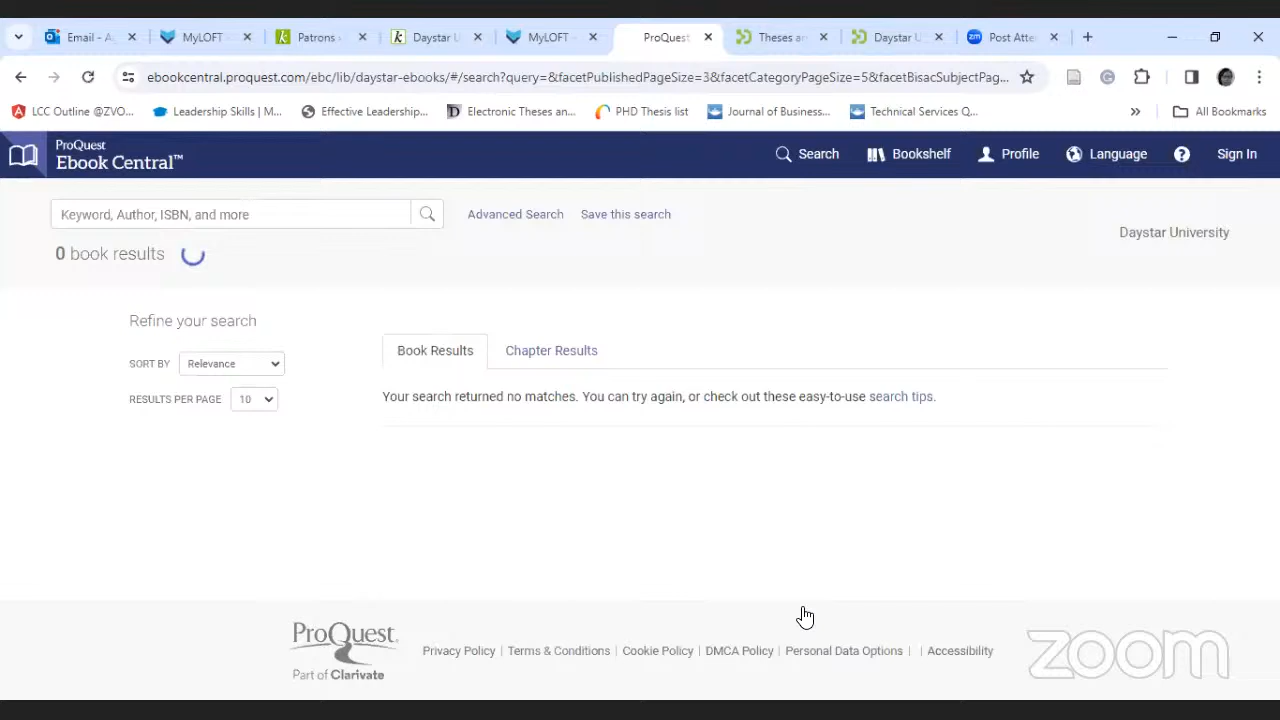 Email - A
MyLOFT
Patrons
Daystar U
MyLOFT
ProQuest
Theses an
Daystar U
zm
Post Atte
ebookcentral.proquest.com/ebc/lib/daystar-ebooks/#/search?query=&facetPublishedPageSize=3&facetCategoryPageSize=5&facetBisacSubjectPag...
LCC Outline @ZVO...
Leadership Skills | M...
Effective Leadership...
Electronic Theses an...
PHD Thesis list
Journal of Business...
Technical Services Q...
»
All Bookmarks
ProQuest
Ebook Central™
Search
Bookshelf
Profile
Language
Sign In
Keyword, Author, ISBN, and more
Advanced Search
Save this search
Daystar University
0 book results
Refine your search
SORT BY Relevance
RESULTS PER PAGE 10
Book Results
Chapter Results
Your search returned no matches. You can try again, or check out these easy-to-use search tips.
ProQuest
Part of Clarivate
Privacy Policy | Terms & Conditions | Cookie Policy | DMCA Policy | Personal Data Options | | Accessibility
zoom